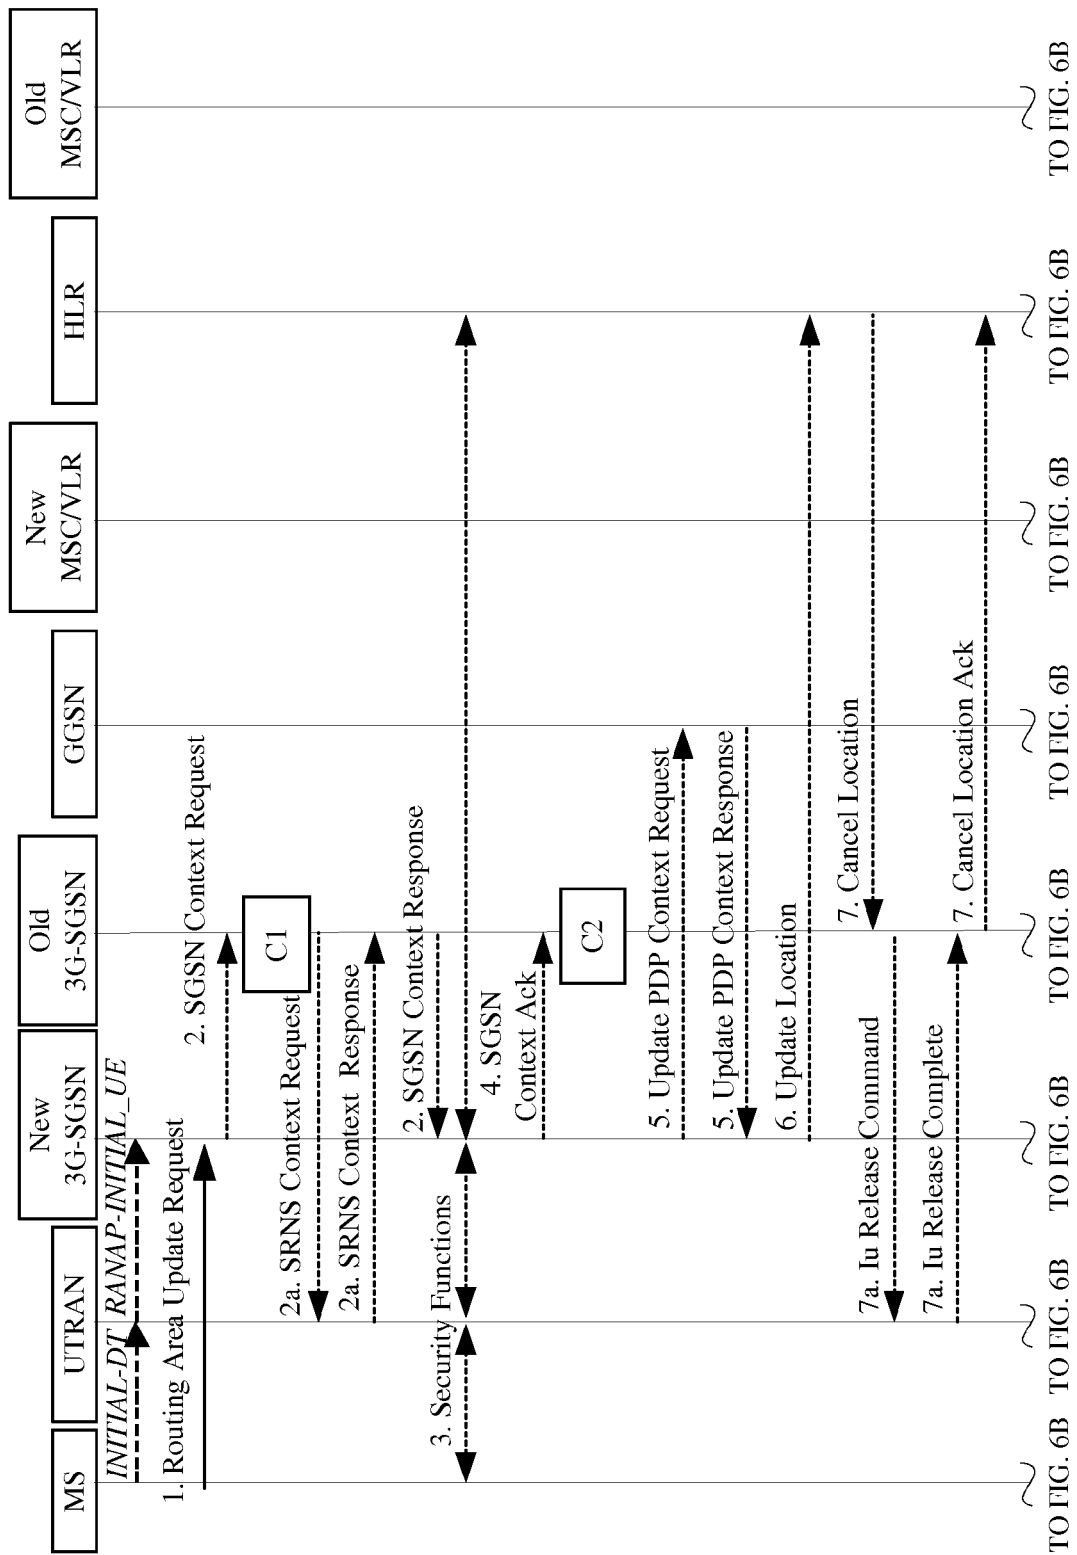 MS
UTRAN
New
3G-SGSN
Old
3G-SGSN
GGSN
New
MSC/VLR
HLR
Old
MSC/VLR
INITIAL-DT RANAP-INITIAL_UE
1. Routing Area Update Request
2. SGSN Context Request
C1
2a. SRNS Context Request
2a. SRNS Context Response
2. SGSN Context Response
3. Security Functions
4. SGSN
Context Ack
C2
5. Update PDP Context Request
5. Update PDP Context Response
6. Update Location
7. Cancel Location
7a. Iu Release Command
7a. Iu Release Complete
7. Cancel Location Ack
TO FIG. 6B
TO FIG. 6B
TO FIG. 6B
TO FIG. 6B
TO FIG. 6B
TO FIG. 6B
TO FIG. 6B
TO FIG. 6B